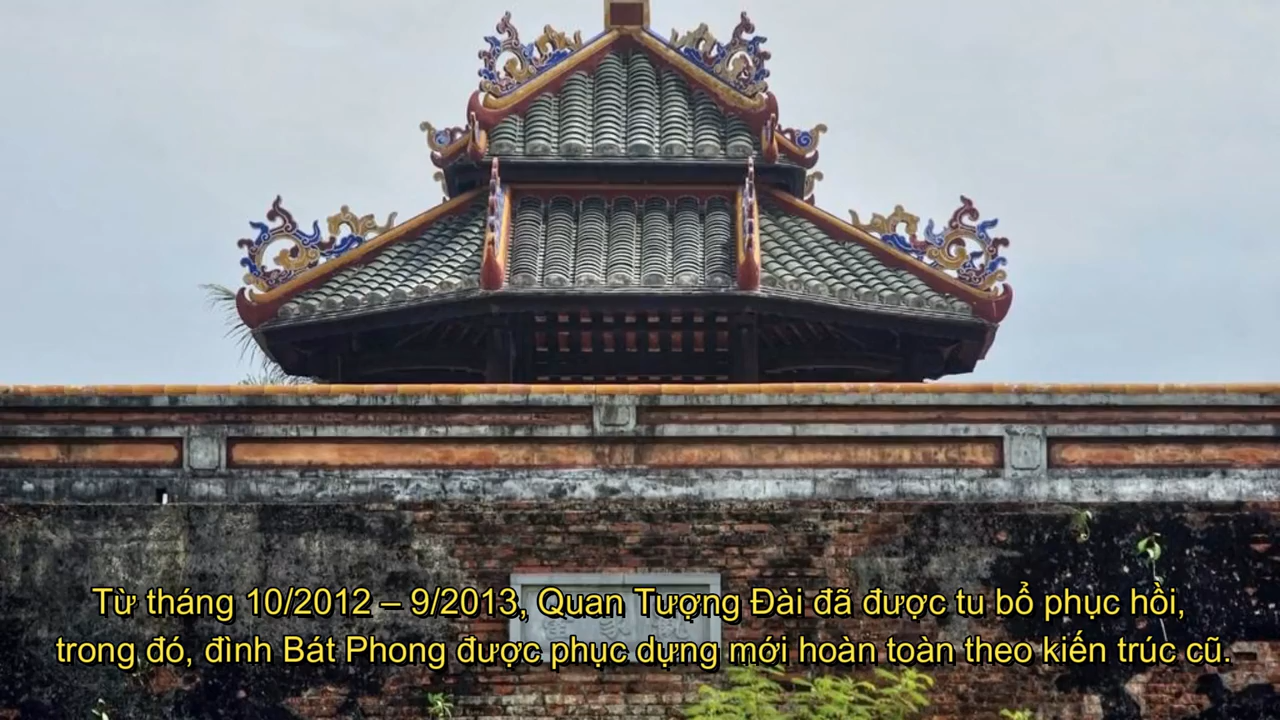 Từ tháng 10/2012 – 9/2013, Quan Tượng Đài đã được tu bổ phục hồi,
trong đó, đình Bát Phong được phục dựng mới hoàn toàn theo kiến trúc cũ.